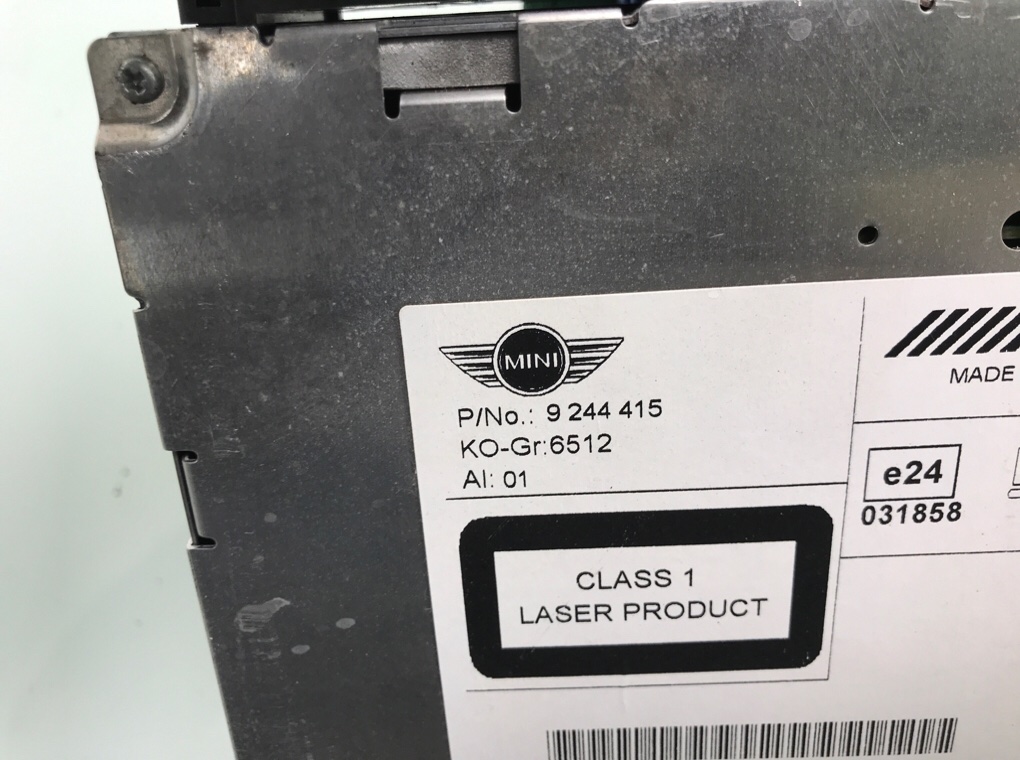 MINI
P/No.: 9 244 415
KO-Gr:6512
AI: 01
MADE
e24
031858
CLASS 1
LASER PRODUCT